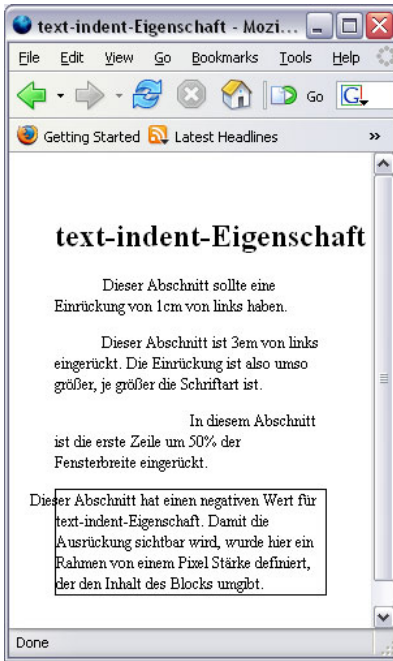 text-indent-Eigenschaft - Mozi...
File Edit View Go Bookmarks Tools Help
Go G
Getting Started Latest Headlines »
text-indent-Eigenschaft
Dieser Abschnitt sollte eine
Einrückung von 1cm von links haben.
Dieser Abschnitt ist 3em von links
eingerückt. Die Einrückung ist also umso
größer, je größer die Schriftart ist.
In diesem Abschnitt
ist die erste Zeile um 50% der
Fensterbreite eingerückt.
Dieser Abschnitt hat einen negativen Wert für
text-indent-Eigenschaft. Damit die
Ausrückung sichtbar wird, wurde hier ein
Rahmen von einem Pixel Stärke definiert,
der den Inhalt des Blocks umgibt.
Done